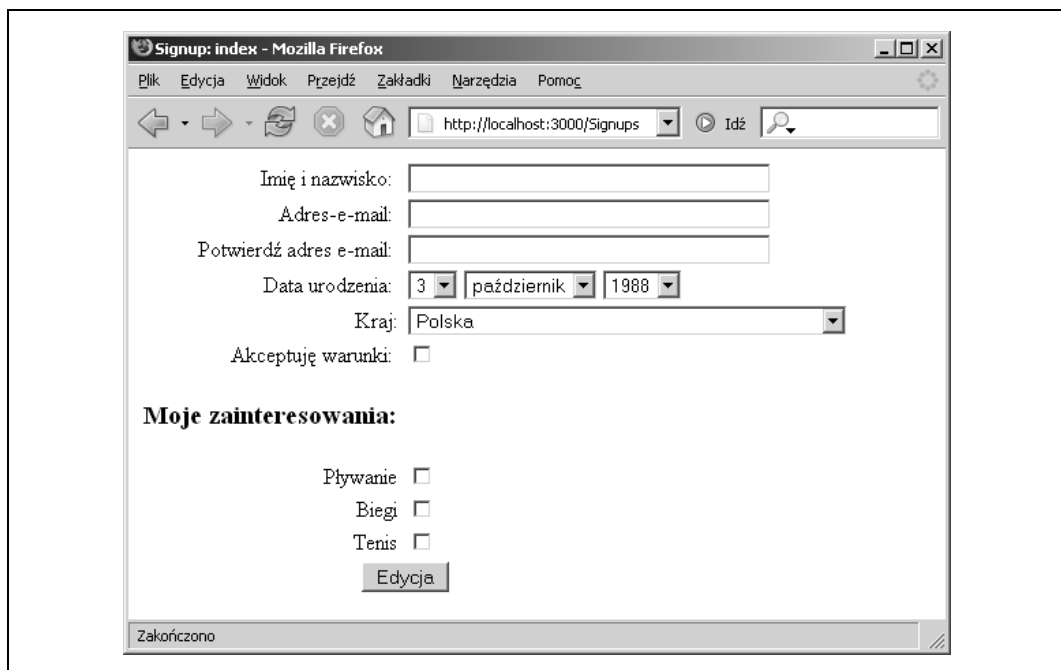 Signup: index - Mozilla Firefox
Plik Edycja Widok Przejdź Zakładki Narzędzia Pomoc
http://localhost:3000/Signups Idź
Imię i nazwisko:
Adres-e-mail:
Potwierdź adres e-mail:
Data urodzenia: 3 październik 1988
Kraj: Polska
Akceptuję warunki:
Moje zainteresowania:
Pływanie
Biegi
Tenis
Edycja
Zakończono